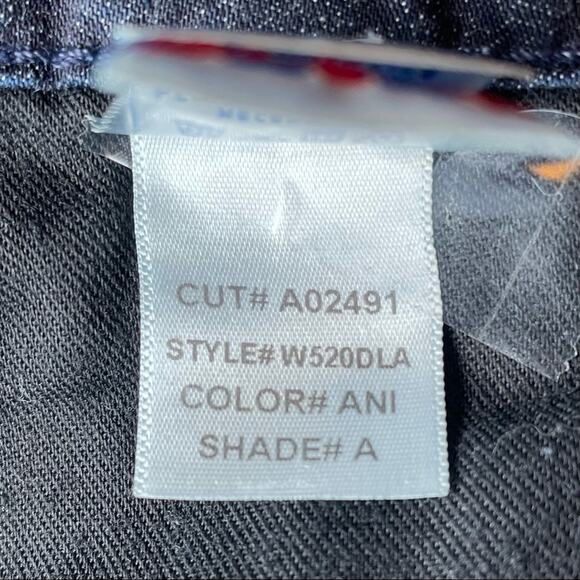 CUT# A02491
STYLE# W520DLA
COLOR# ANI
SHADE# A